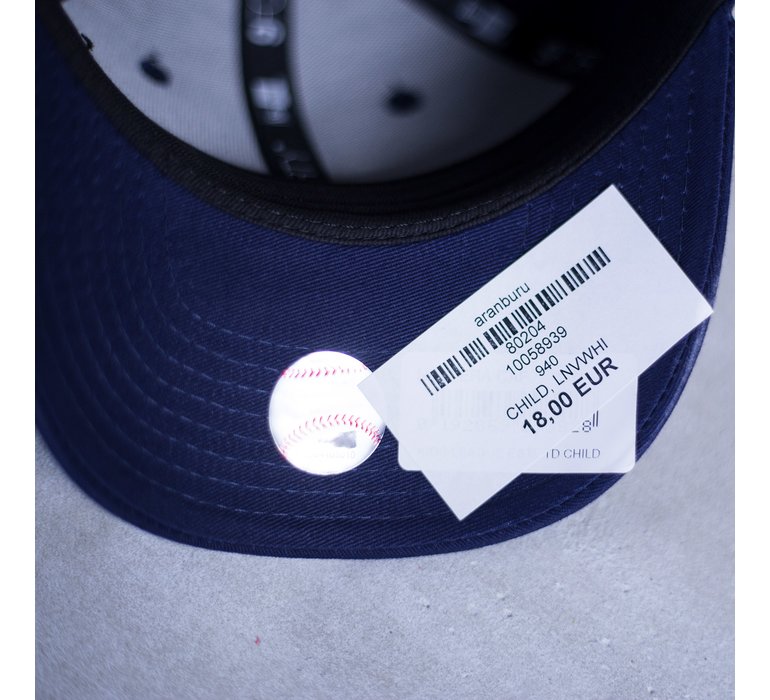 aranburu
80204
10058939
940
CHILD, LNVWHI
18,00 EUR
CHILD